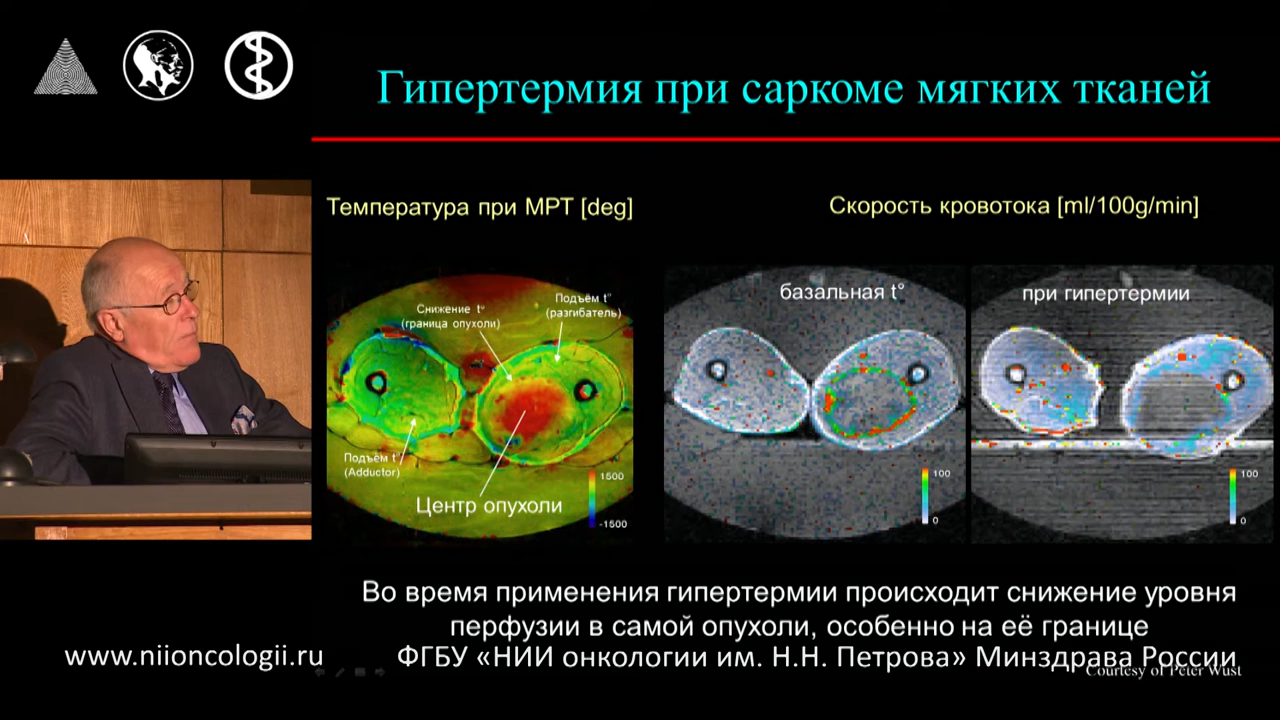 Гипертермия при саркоме мягких тканей
Температура при МРТ [deg]
Скорость кровотока [ml/100g/min]
Снижение t°
(граница опухоли)
Подъём t°
(разгибатель)
Подъём t°
(Adductor)
Центр опухоли
1500
-1500
базальная t°
100
0
при гипертермии
100
0
Во время применения гипертермии происходит снижение уровня
перфузии в самой опухоли, особенно на её границе
www.niioncologii.ru
ФГБУ «НИИ онкологии им. Н.Н. Петрова» Минздрава России
Courtesy of Peter Wust